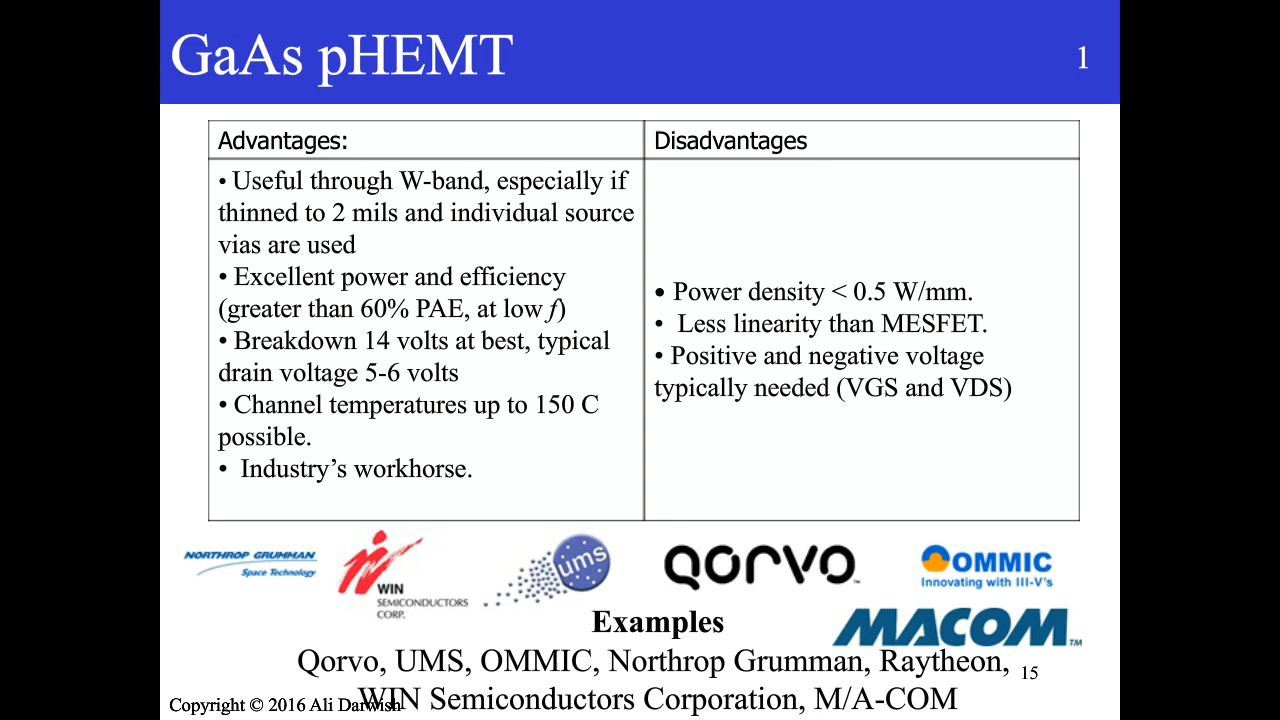 GaAs pHEMT
1
Advantages:
Disadvantages
• Useful through W-band, especially if
thinned to 2 mils and individual source
vias are used
• Excellent power and efficiency
(greater than 60% PAE, at low f)
• Breakdown 14 volts at best, typical
drain voltage 5-6 volts
• Channel temperatures up to 150 C
possible.
• Industry’s workhorse.
• Power density < 0.5 W/mm.
• Less linearity than MESFET.
• Positive and negative voltage
typically needed (VGS and VDS)
NORTHROP GRUMMAN
Space Technology
WIN
SEMICONDUCTORS
CORP.
ums
QORVO™
OMMIC
Innovating with III-V's
MACOM™
Examples
Qorvo, UMS, OMMIC, Northrop Grumman, Raytheon,
WIN Semiconductors Corporation, M/A-COM
15
Copyright © 2016 Ali Darwish